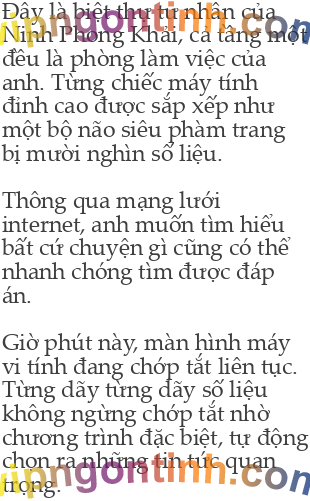 Đây là biệt thự tư nhân của
Ninh Phong Khải, cả tầng một
đều là phòng làm việc của
anh. Từng chiếc máy tính
đỉnh cao được sắp xếp như
một bộ não siêu phàm trang
bị mười nghìn số liệu.
Thông qua mạng lưới
internet, anh muốn tìm hiểu
bất cứ chuyện gì cũng có thể
nhanh chóng tìm được đáp
án.
Giờ phút này, màn hình máy
vi tính đang chớp tắt liên tục.
Từng dãy từng dãy số liệu
không ngừng chớp tắt nhờ
chương trình đặc biệt, tự động
chọn ra những tin tức quan
trọng.
vipngontinh.com
vipngontinh.com